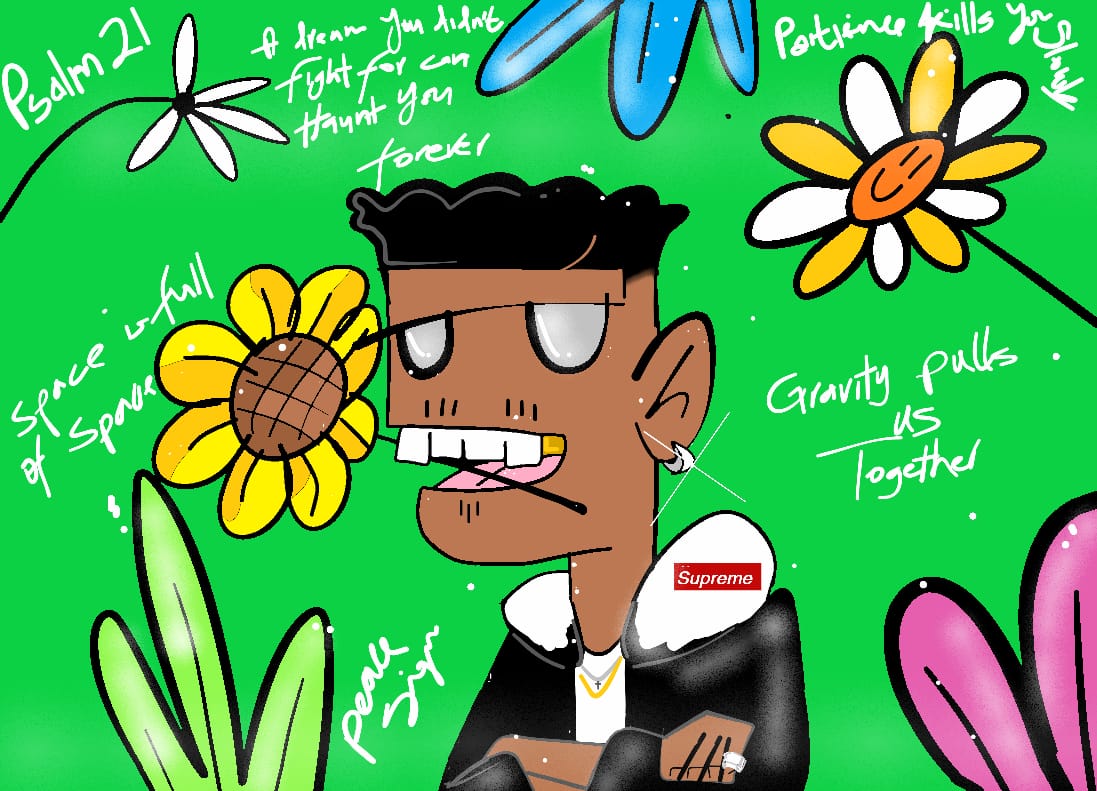 Psalm 21
A dream you didn't
fight for can
Haunt you
forever
Patience kills you
slowly
Space is full
of Space
Gravity pulls
us
Together
Supreme